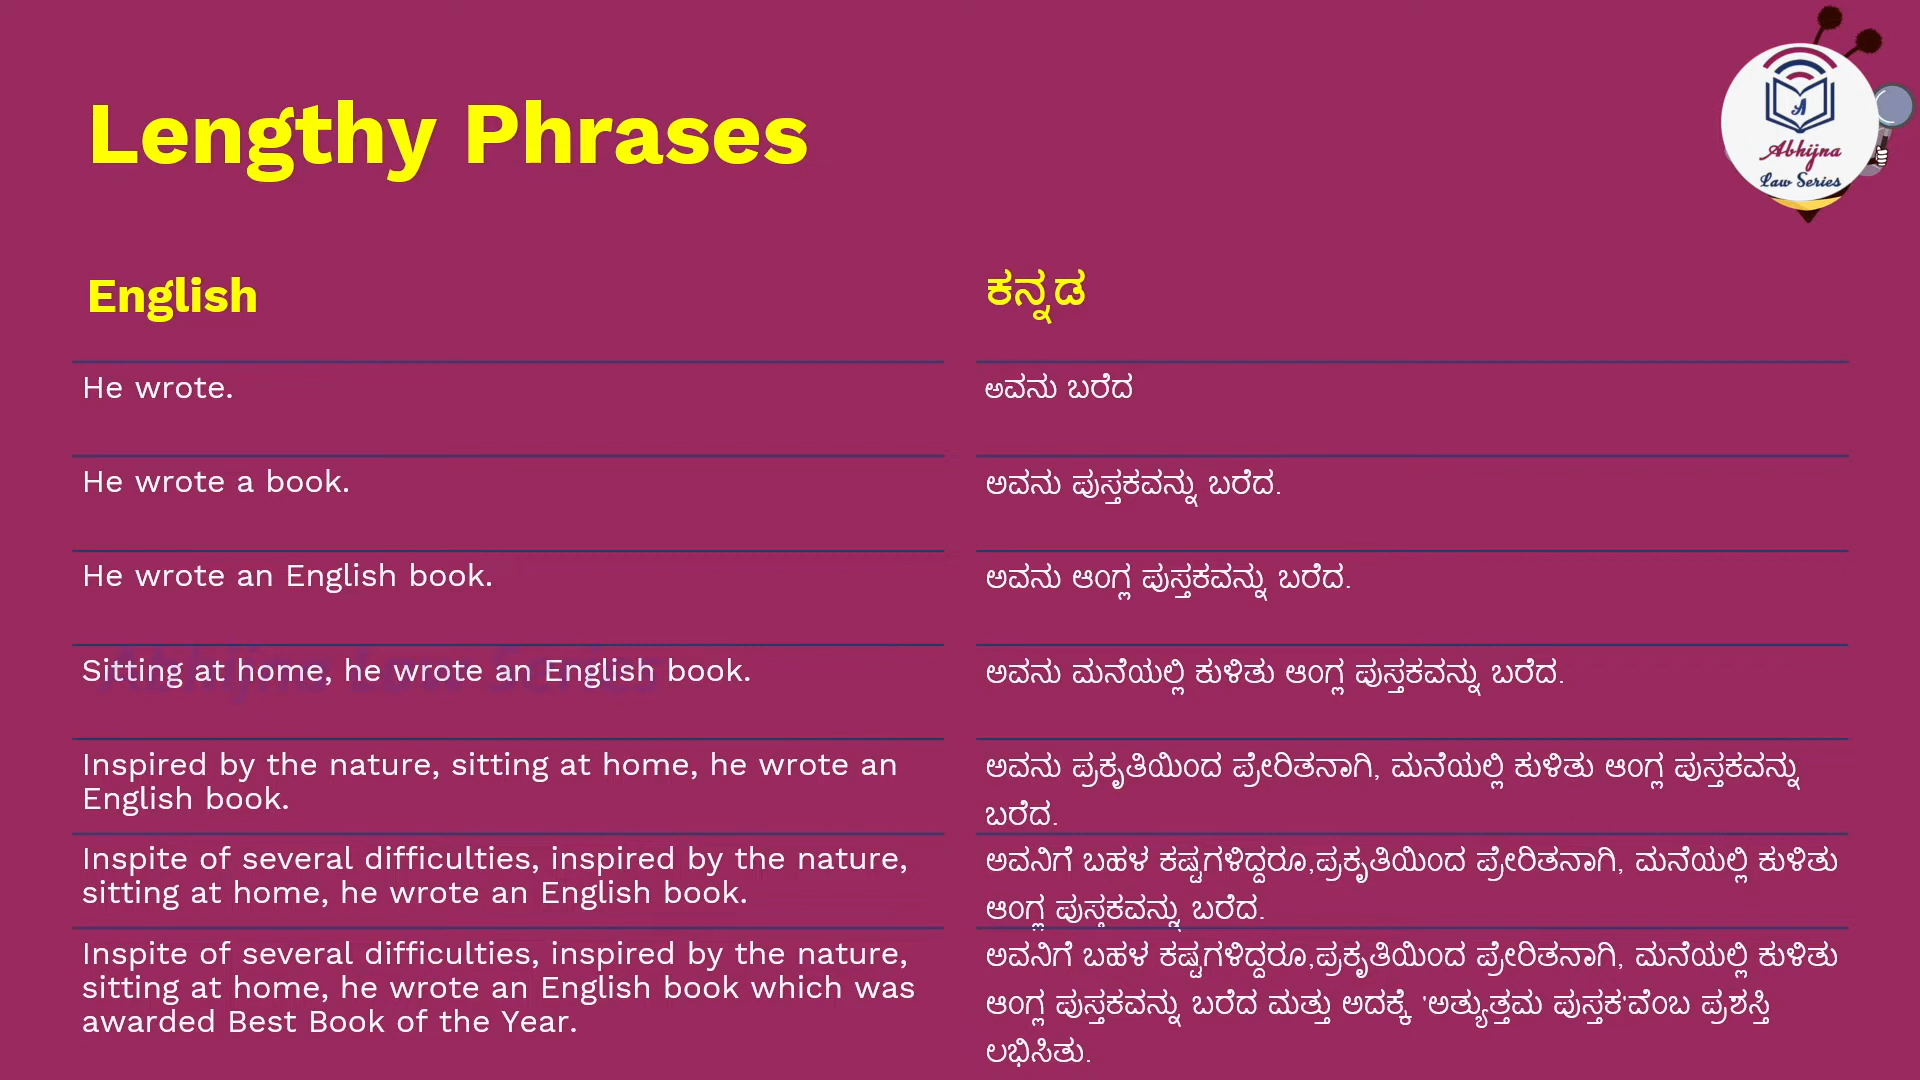 Lengthy Phrases
Abhijna
Law Series
English
ಕನ್ನಡ
He wrote.
ಅವನು ಬರೆದ
He wrote a book.
ಅವನು ಪುಸ್ತಕವನ್ನು ಬರೆದ.
He wrote an English book.
ಅವನು ಆಂಗ್ಲ ಪುಸ್ತಕವನ್ನು ಬರೆದ.
Sitting at home, he wrote an English book.
ಅವನು ಮನೆಯಲ್ಲಿ ಕುಳಿತು ಆಂಗ್ಲ ಪುಸ್ತಕವನ್ನು ಬರೆದ.
Inspired by the nature, sitting at home, he wrote an
English book.
ಅವನು ಪ್ರಕೃತಿಯಿಂದ ಪ್ರೇರಿತನಾಗಿ, ಮನೆಯಲ್ಲಿ ಕುಳಿತು ಆಂಗ್ಲ ಪುಸ್ತಕವನ್ನು
ಬರೆದ.
Inspite of several difficulties, inspired by the nature,
sitting at home, he wrote an English book.
ಅವನಿಗೆ ಬಹಳ ಕಷ್ಟಗಳಿದ್ದರೂ,ಪ್ರಕೃತಿಯಿಂದ ಪ್ರೇರಿತನಾಗಿ, ಮನೆಯಲ್ಲಿ ಕುಳಿತು
ಆಂಗ್ಲ ಪುಸ್ತಕವನ್ನು ಬರೆದ.
Inspite of several difficulties, inspired by the nature,
sitting at home, he wrote an English book which was
awarded Best Book of the Year.
ಅವನಿಗೆ ಬಹಳ ಕಷ್ಟಗಳಿದ್ದರೂ,ಪ್ರಕೃತಿಯಿಂದ ಪ್ರೇರಿತನಾಗಿ, ಮನೆಯಲ್ಲಿ ಕುಳಿತು
ಆಂಗ್ಲ ಪುಸ್ತಕವನ್ನು ಬರೆದ ಮತ್ತು ಅದಕ್ಕೆ 'ಅತ್ಯುತ್ತಮ ಪುಸ್ತಕ'ವೆಂಬ ಪ್ರಶಸ್ತಿ
ಲಭಿಸಿತು.